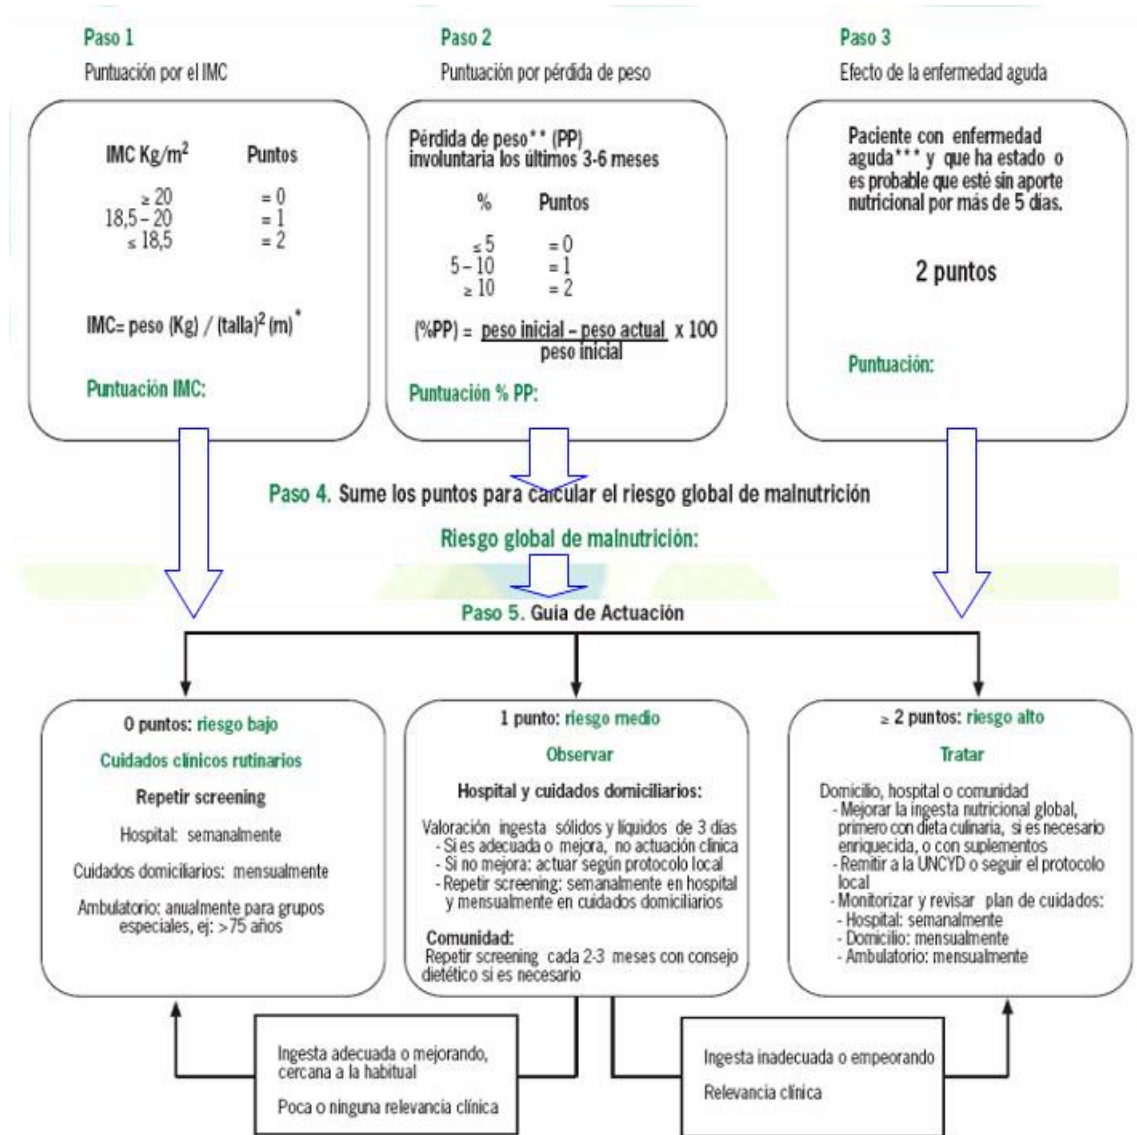 Paso 1
Puntuación por el IMC
IMC Kg/m² Puntos
≥ 20 = 0
18,5 – 20 = 1
≤ 18,5 = 2
IMC= peso (Kg) / (talla)² (m)*
Puntuación IMC:
Paso 2
Puntuación por pérdida de peso
Pérdida de peso** (PP)
involuntaria los últimos 3-6 meses
% Puntos
≤ 5 = 0
5 – 10 = 1
≥ 10 = 2
(%PP) = peso inicial – peso actual x 100
peso inicial
Puntuación % PP:
Paso 3
Efecto de la enfermedad aguda
Paciente con enfermedad
aguda*** y que ha estado o
es probable que esté sin aporte
nutricional por más de 5 días.
2 puntos
Puntuación:
Paso 4. Sume los puntos para calcular el riesgo global de malnutrición
Riesgo global de malnutrición:
Paso 5. Guía de Actuación
0 puntos: riesgo bajo
Cuidados clínicos rutinarios
Repetir screening
Hospital: semanalmente
Cuidados domiciliarios: mensualmente
Ambulatorio: anualmente para grupos
especiales, ej: >75 años
1 punto: riesgo medio
Observar
Hospital y cuidados domiciliarios:
Valoración ingesta sólidos y líquidos de 3 días
- Si es adecuada o mejora, no actuación clínica
- Si no mejora: actuar según protocolo local
- Repetir screening: semanalmente en hospital
y mensualmente en cuidados domiciliarios
Comunidad:
Repetir screening cada 2-3 meses con consejo
dietético si es necesario
≥ 2 puntos: riesgo alto
Tratar
Domicilio, hospital o comunidad
- Mejorar la ingesta nutricional global,
primero con dieta culinaria, si es necesario
enriquecida, o con suplementos
- Remitir a la UNCYD o seguir el protocolo
local
- Monitorizar y revisar plan de cuidados:
- Hospital: semanalmente
- Domicilio: mensualmente
- Ambulatorio: mensualmente
Ingesta adecuada o mejorando,
cercana a la habitual
Poca o ninguna relevancia clínica
Ingesta inadecuada o empeorando
Relevancia clínica